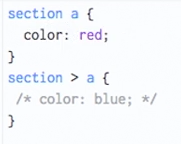 section a {
color: red;
}
section > a {
/* color: blue; */
}